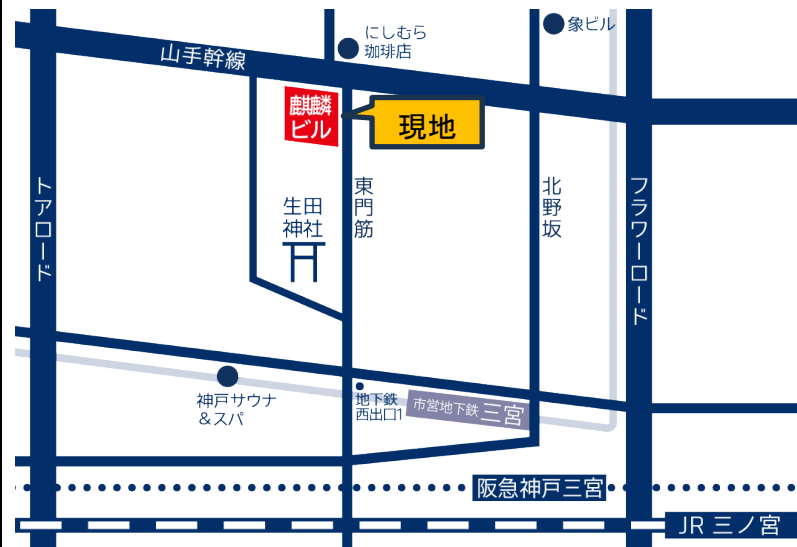 象ビル
にしむら
珈琲店
山手幹線
麒麟
ビル
現地
トアロード
生田
神社
東門筋
北野坂
フラワーロード
神戸サウナ
&スパ
地下鉄
西出口1
市営地下鉄 三宮
阪急神戸三宮
JR 三ノ宮